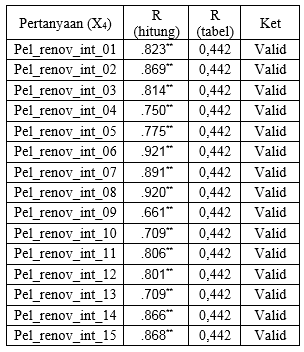 Pertanyaan (X₄) R (hitung) R (tabel) Ket
Pel_renov_int_01 .823** 0,442 Valid
Pel_renov_int_02 .869** 0,442 Valid
Pel_renov_int_03 .814** 0,442 Valid
Pel_renov_int_04 .750** 0,442 Valid
Pel_renov_int_05 .775** 0,442 Valid
Pel_renov_int_06 .921** 0,442 Valid
Pel_renov_int_07 .891** 0,442 Valid
Pel_renov_int_08 .920** 0,442 Valid
Pel_renov_int_09 .661** 0,442 Valid
Pel_renov_int_10 .709** 0,442 Valid
Pel_renov_int_11 .806** 0,442 Valid
Pel_renov_int_12 .801** 0,442 Valid
Pel_renov_int_13 .709** 0,442 Valid
Pel_renov_int_14 .866** 0,442 Valid
Pel_renov_int_15 .868** 0,442 Valid